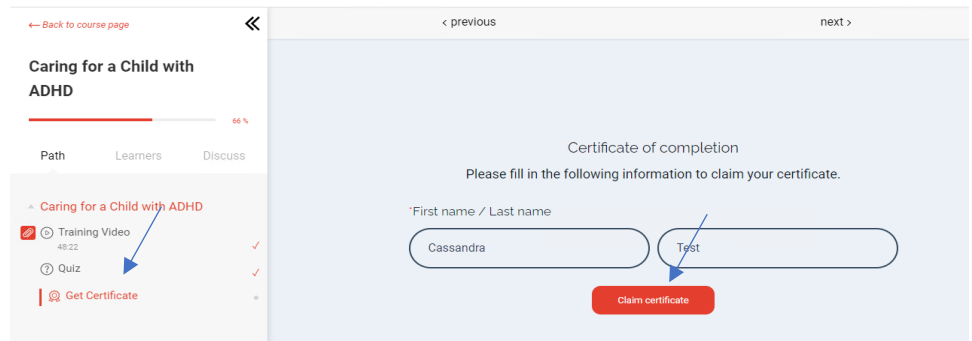 ← Back to course page
‹ previous
next ›
Caring for a Child with
ADHD
66 %
Path
Learners
Discuss
Caring for a Child with ADHD
Training Video
48:22
Quiz
Get Certificate
Certificate of completion
Please fill in the following information to claim your certificate.
*First name / Last name
Cassandra
Test
Claim certificate